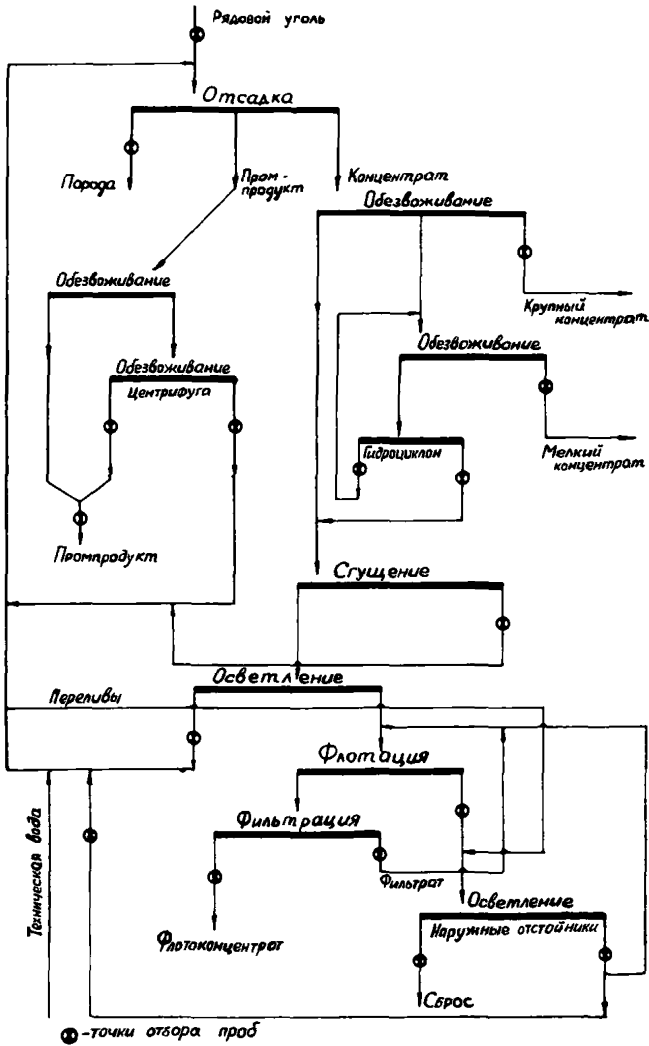 Рядовой уголь
Отсадка
Порода
Пром-
продукт
Концентрат
Обезвоживание
Обезвоживание
Крупный
концентрат
Обезвоживание
Обезвоживание
Центрифуга
Гидроциклон
Мелкий
концентрат
Промпродукт
Сгущение
Осветление
Переливы
Флотация
Фильтрация
Техническая вода
Фильтрат
Осветление
Наружные отстойники
Флотоконцентрат
Сброс
-точки отбора проб